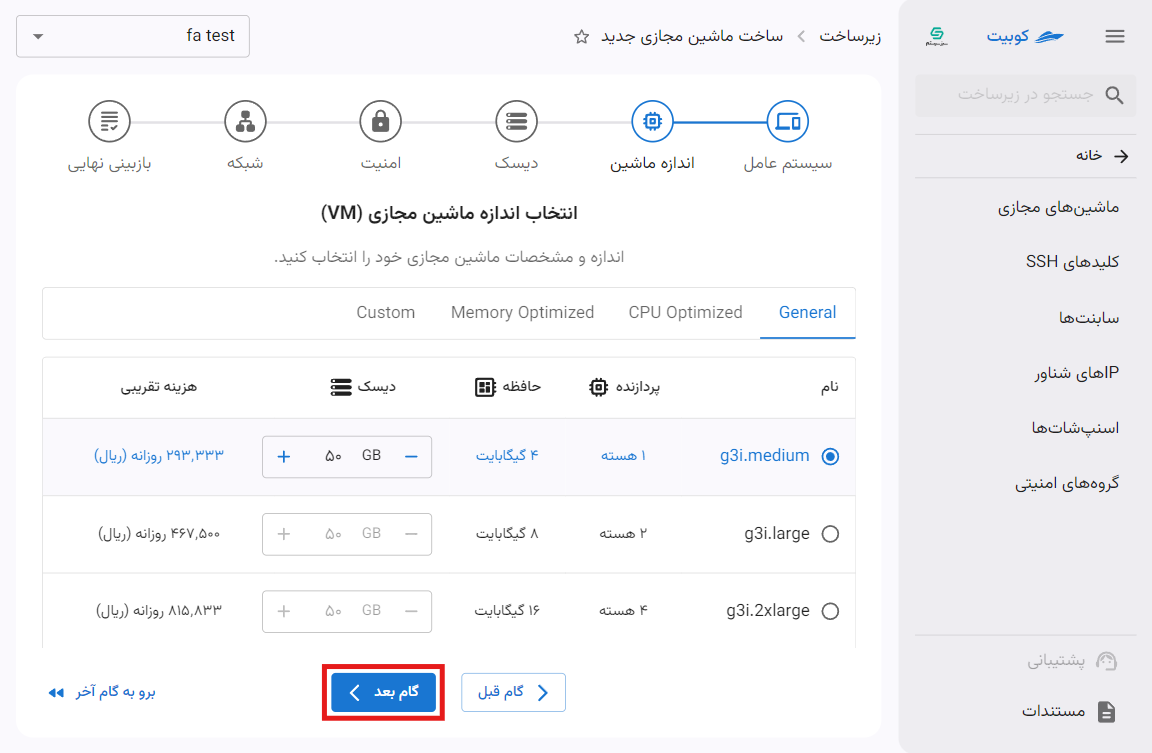 کوبیت
جستجو در زیرساخت
خانه
ماشین‌های مجازی
کلیدهای SSH
سابنت‌ها
IPهای شناور
اسنپ‌شات‌ها
گروه‌های امنیتی
پشتیبانی
مستندات
زیرساخت
ساخت ماشین مجازی جدید
fa test
سیستم عامل
اندازه ماشین
دیسک
امنیت
شبکه
بازبینی نهایی
انتخاب اندازه ماشین مجازی (VM)
اندازه و مشخصات ماشین مجازی خود را انتخاب کنید.
General CPU Optimized Memory Optimized Custom
نام پردازنده حافظه دیسک هزینه تقریبی
g3i.medium ۱ هسته ۴ گیگابایت − GB ۵۰ + ۲۹۳,۳۳۳ روزانه (ریال)
g3i.large ۲ هسته ۸ گیگابایت − GB ۵۰ + ۴۶۷,۵۰۰ روزانه (ریال)
g3i.2xlarge ۴ هسته ۱۶ گیگابایت − GB ۵۰ + ۸۱۵,۸۳۳ روزانه (ریال)
گام قبل
گام بعد
برو به گام آخر